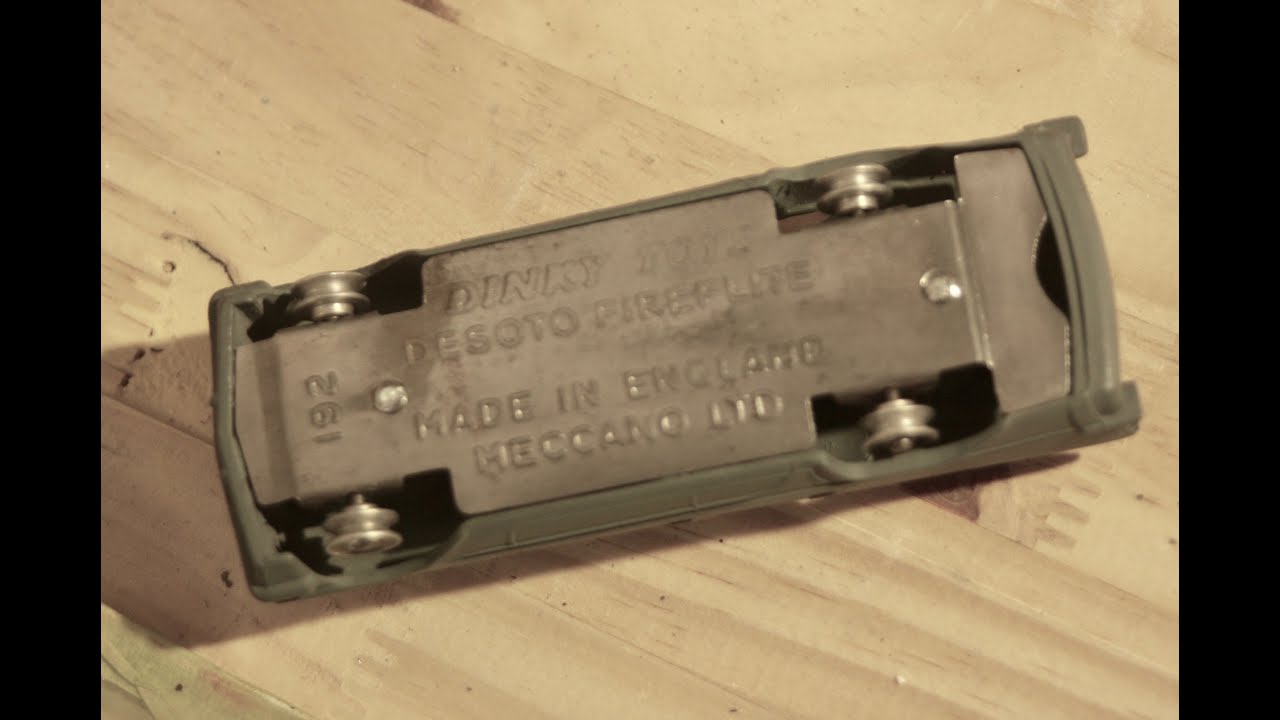 DINKY TOYS
DESOTO FIREFLITE
MADE IN ENGLAND
MECCANO LTD
192